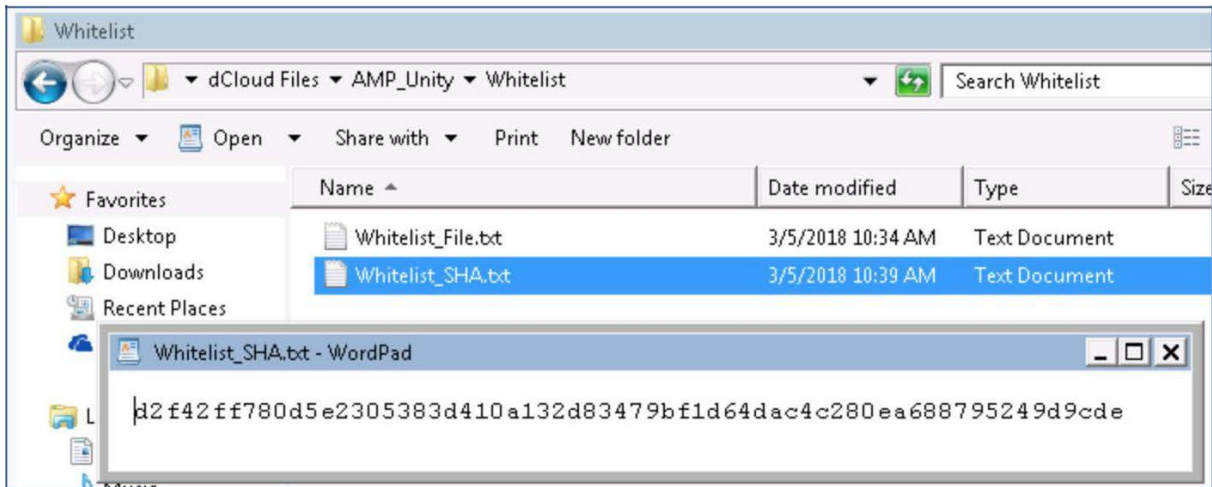 Whitelist
dCloud Files AMP_Unity Whitelist Search Whitelist
Organize Open Share with Print New folder
Favorites Name Date modified Type Size
Desktop Whitelist_File.txt 3/5/2018 10:34 AM Text Document
Downloads Whitelist_SHA.txt 3/5/2018 10:39 AM Text Document
Recent Places
Whitelist_SHA.txt - WordPad
d2f42ff780d5e2305383d410a132d83479bf1d64dac4c280ea688795249d9cde